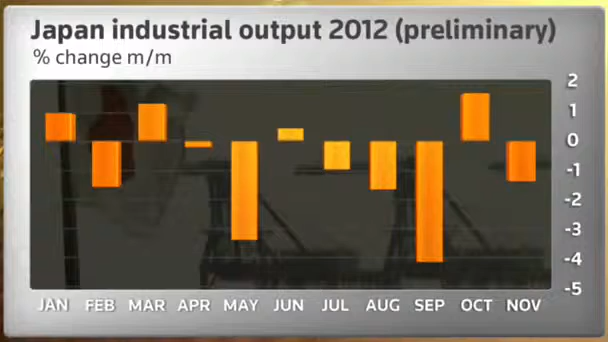 Japan industrial output 2012 (preliminary)
% change m/m
2
1
0
-1
-2
-3
-4
-5
JAN FEB MAR APR MAY JUN JUL AUG SEP OCT NOV